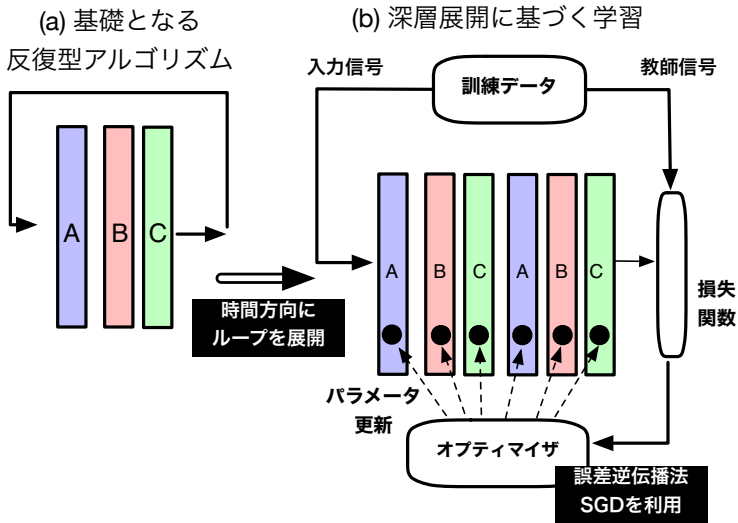 (a) 基礎となる
反復型アルゴリズム
A
B
C
時間方向に
ループを展開
(b) 深層展開に基づく学習
入力信号
訓練データ
教師信号
A
B
C
A
B
C
損失
関数
パラメータ
更新
オプティマイザ
誤差逆伝播法
SGDを利用